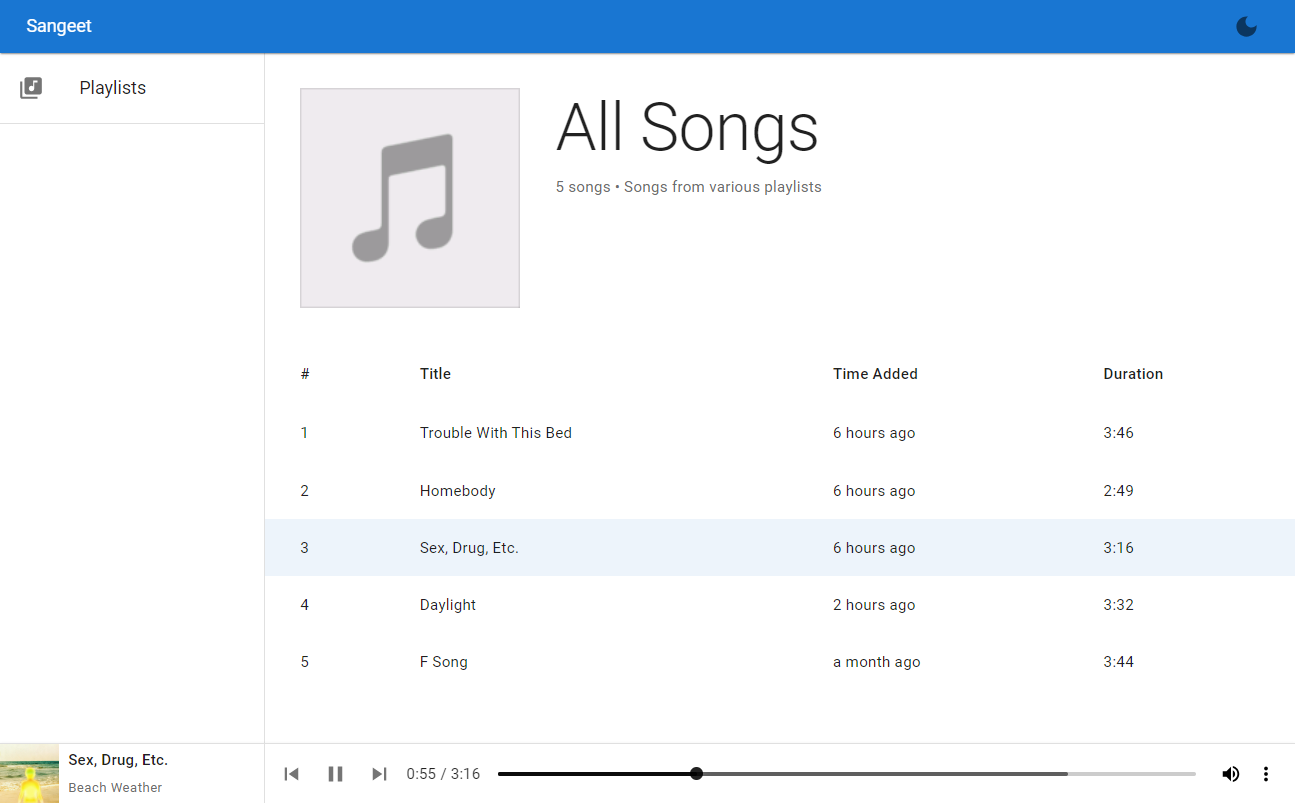 Sangeet
Playlists
All Songs
5 songs • Songs from various playlists
# Title Time Added Duration
1 Trouble With This Bed 6 hours ago 3:46
2 Homebody 6 hours ago 2:49
3 Sex, Drug, Etc. 6 hours ago 3:16
4 Daylight 2 hours ago 3:32
5 F Song a month ago 3:44
Sex, Drug, Etc.
Beach Weather
0:55 / 3:16